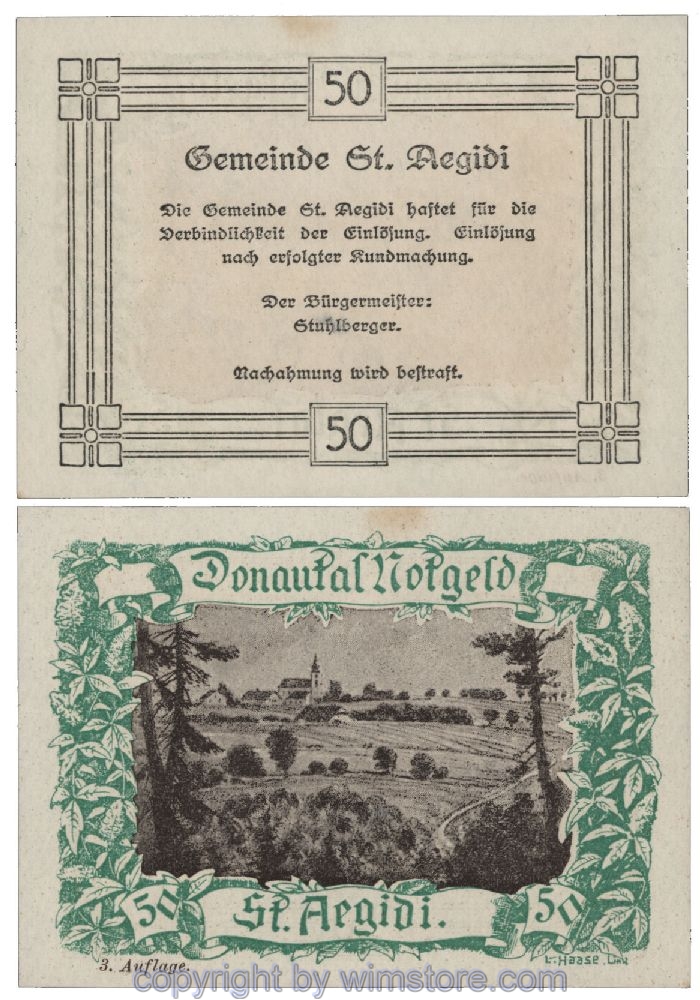 50
Gemeinde St. Aegidi
Die Gemeinde St. Aegidi haftet für die
Verbindlichkeit der Einlösung. Einlösung
nach erfolgter Kundmachung.
Der Bürgermeister:
Stuhlberger.
Nachahmung wird bestraft.
50
Donautal Notgeld
50
St. Aegidi.
50
3. Auflage.
L. Haase
copyright by wimstore.com